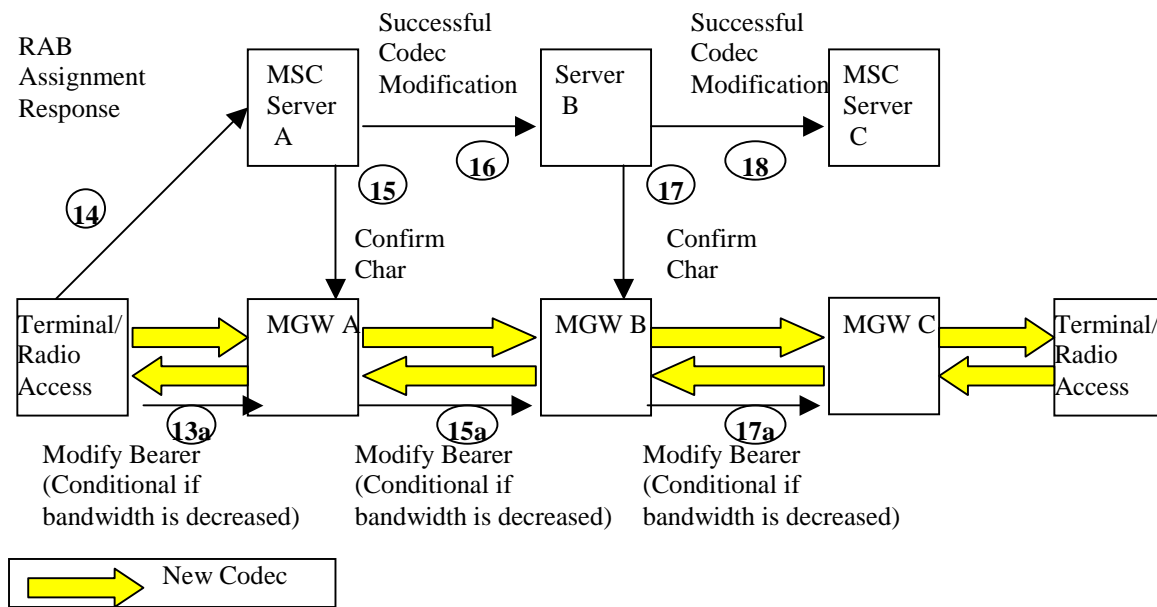 RAB
Assignment
Response
MSC
Server
A
Successful
Codec
Modification
Server
B
Successful
Codec
Modification
MSC
Server
C
14
15
16
17
18
Confirm
Char
Confirm
Char
Terminal/
Radio
Access
MGW A
MGW B
MGW C
Terminal/
Radio
Access
13a
15a
17a
Modify Bearer
(Conditional if
bandwidth is decreased)
Modify Bearer
(Conditional if
bandwidth is decreased)
Modify Bearer
(Conditional if
bandwidth is decreased)
New Codec